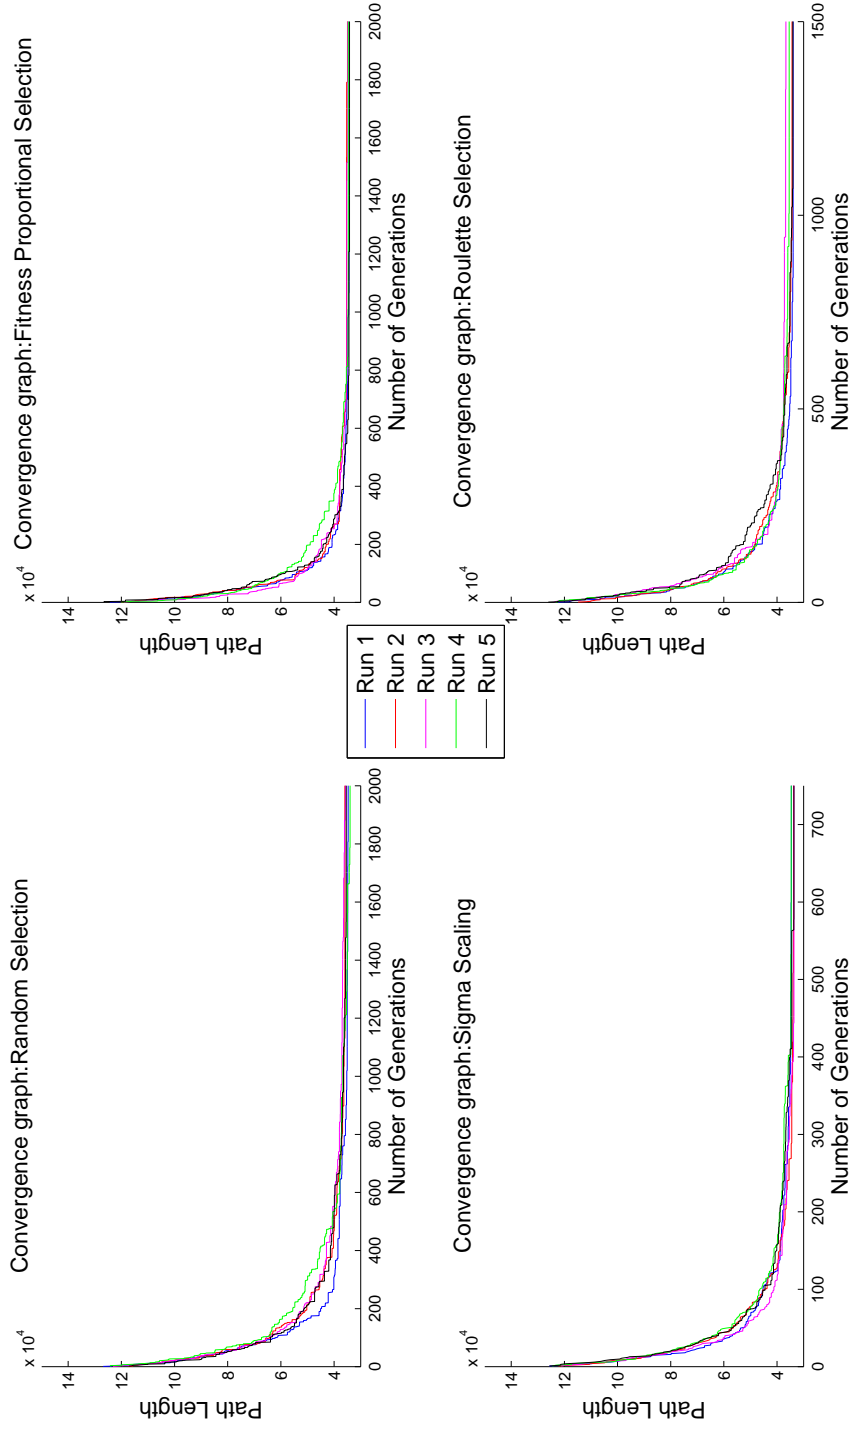 Convergence graph:Random Selection
x 10^4
14
12
10
8
6
4
Path Length
0
200
400
600
800
1000
1200
1400
1600
1800
2000
Number of Generations
Convergence graph:Fitness Proportional Selection
x 10^4
14
12
10
8
6
4
Path Length
0
200
400
600
800
1000
1200
1400
1600
1800
2000
Number of Generations
Run 1
Run 2
Run 3
Run 4
Run 5
Convergence graph:Sigma Scaling
x 10^4
14
12
10
8
6
4
Path Length
0
100
200
300
400
500
600
700
Number of Generations
Convergence graph:Roulette Selection
x 10^4
14
12
10
8
6
4
Path Length
0
500
1000
1500
Number of Generations